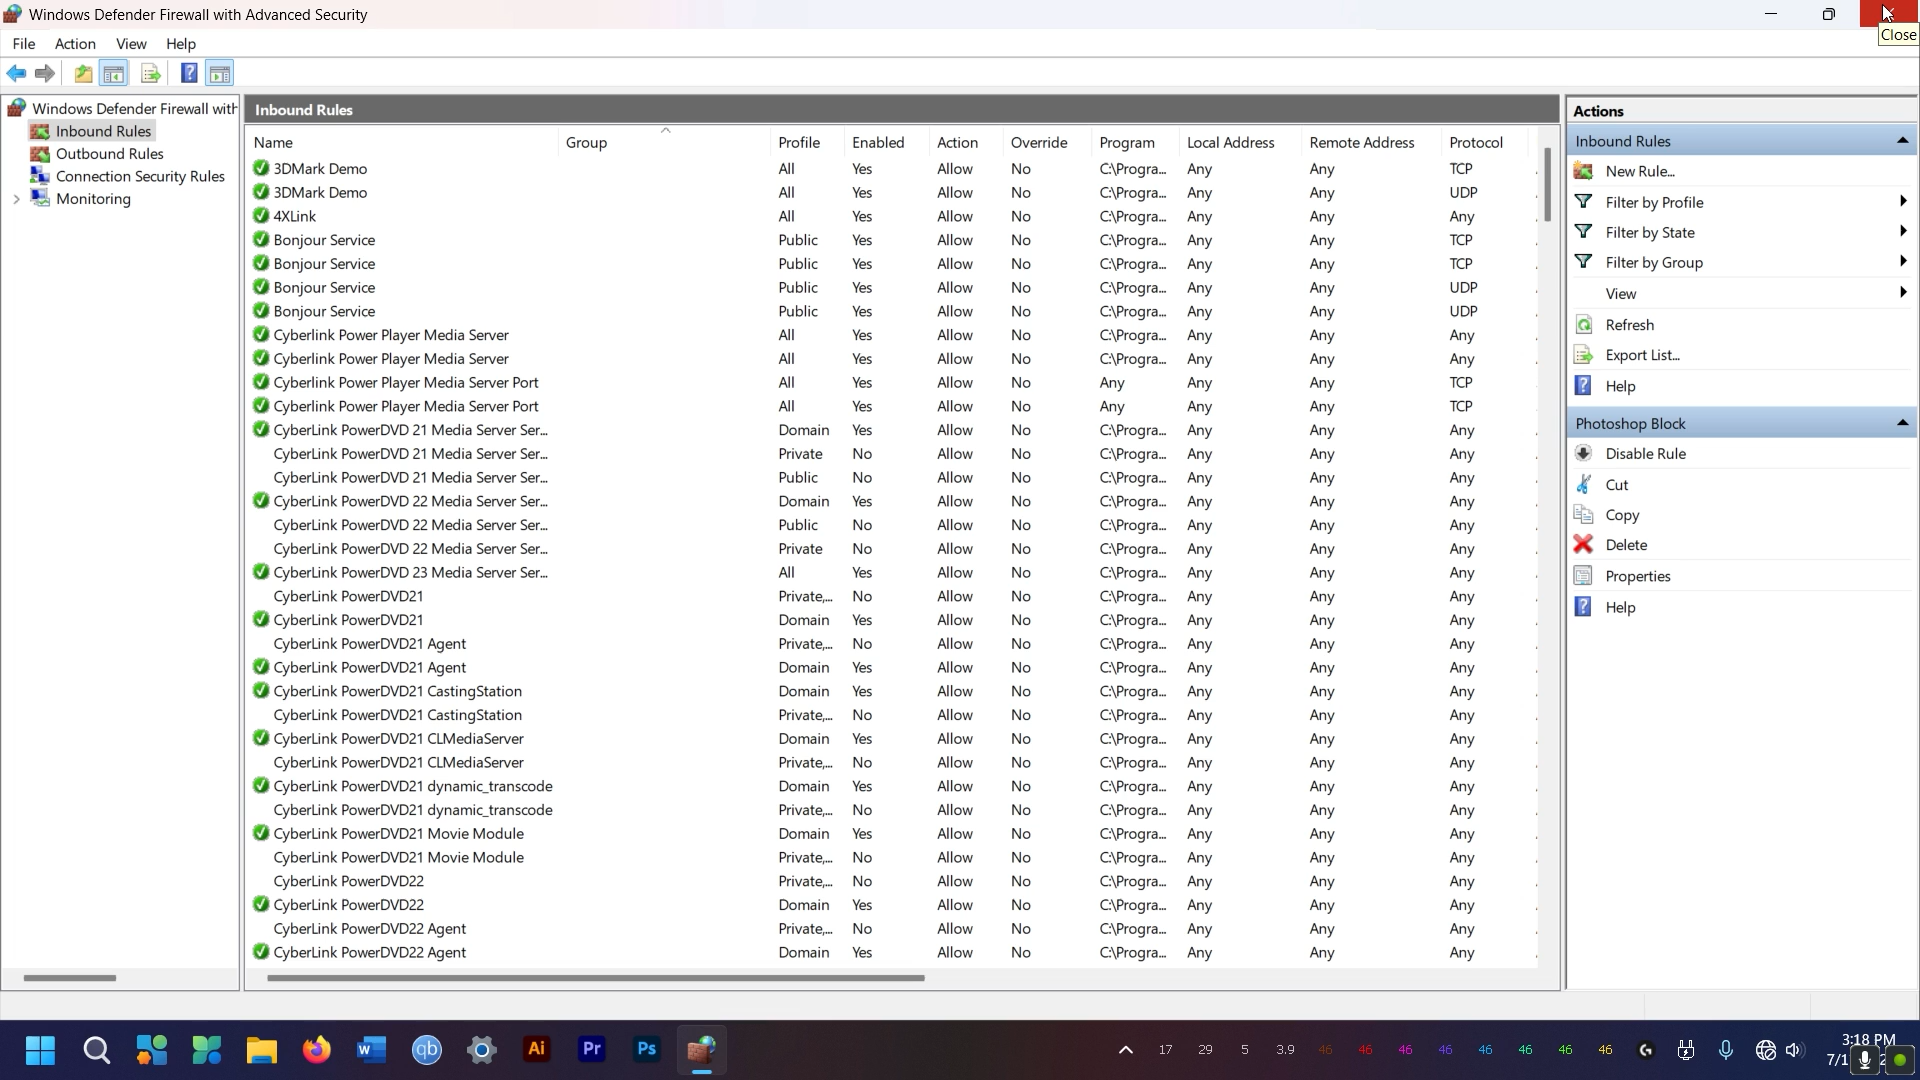 Windows Defender Firewall with Advanced Security
Close
File Action View Help
Windows Defender Firewall with
Inbound Rules
Outbound Rules
Connection Security Rules
Monitoring
Inbound Rules
Name Group Profile Enabled Action Override Program Local Address Remote Address Protocol
3DMark Demo All Yes Allow No C:\Progra... Any Any TCP
3DMark Demo All Yes Allow No C:\Progra... Any Any UDP
4XLink All Yes Allow No C:\Progra... Any Any Any
Bonjour Service Public Yes Allow No C:\Progra... Any Any TCP
Bonjour Service Public Yes Allow No C:\Progra... Any Any TCP
Bonjour Service Public Yes Allow No C:\Progra... Any Any UDP
Bonjour Service Public Yes Allow No C:\Progra... Any Any UDP
Cyberlink Power Player Media Server All Yes Allow No C:\Progra... Any Any Any
Cyberlink Power Player Media Server All Yes Allow No C:\Progra... Any Any Any
Cyberlink Power Player Media Server Port All Yes Allow No Any Any Any TCP
Cyberlink Power Player Media Server Port All Yes Allow No Any Any Any TCP
CyberLink PowerDVD 21 Media Server Ser... Domain Yes Allow No C:\Progra... Any Any Any
CyberLink PowerDVD 21 Media Server Ser... Private No Allow No C:\Progra... Any Any Any
CyberLink PowerDVD 21 Media Server Ser... Public No Allow No C:\Progra... Any Any Any
CyberLink PowerDVD 22 Media Server Ser... Domain Yes Allow No C:\Progra... Any Any Any
CyberLink PowerDVD 22 Media Server Ser... Public No Allow No C:\Progra... Any Any Any
CyberLink PowerDVD 22 Media Server Ser... Private No Allow No C:\Progra... Any Any Any
CyberLink PowerDVD 23 Media Server Ser... All Yes Allow No C:\Progra... Any Any Any
CyberLink PowerDVD21 Private,... No Allow No C:\Progra... Any Any Any
CyberLink PowerDVD21 Domain Yes Allow No C:\Progra... Any Any Any
CyberLink PowerDVD21 Agent Private,... No Allow No C:\Progra... Any Any Any
CyberLink PowerDVD21 Agent Domain Yes Allow No C:\Progra... Any Any Any
CyberLink PowerDVD21 CastingStation Domain Yes Allow No C:\Progra... Any Any Any
CyberLink PowerDVD21 CastingStation Private,... No Allow No C:\Progra... Any Any Any
CyberLink PowerDVD21 CLMediaServer Domain Yes Allow No C:\Progra... Any Any Any
CyberLink PowerDVD21 CLMediaServer Private,... No Allow No C:\Progra... Any Any Any
CyberLink PowerDVD21 dynamic_transcode Domain Yes Allow No C:\Progra... Any Any Any
CyberLink PowerDVD21 dynamic_transcode Private,... No Allow No C:\Progra... Any Any Any
CyberLink PowerDVD21 Movie Module Domain Yes Allow No C:\Progra... Any Any Any
CyberLink PowerDVD21 Movie Module Private,... No Allow No C:\Progra... Any Any Any
CyberLink PowerDVD22 Private,... No Allow No C:\Progra... Any Any Any
CyberLink PowerDVD22 Domain Yes Allow No C:\Progra... Any Any Any
CyberLink PowerDVD22 Agent Private,... No Allow No C:\Progra... Any Any Any
CyberLink PowerDVD22 Agent Domain Yes Allow No C:\Progra... Any Any Any
Actions
Inbound Rules
New Rule...
Filter by Profile
Filter by State
Filter by Group
View
Refresh
Export List...
Help
Photoshop Block
Disable Rule
Cut
Copy
Delete
Properties
Help
W qb Ai Pr Ps 17 29 5 3.9 46 46 46 46 46 46 46 46 G 3:18 PM
7/1